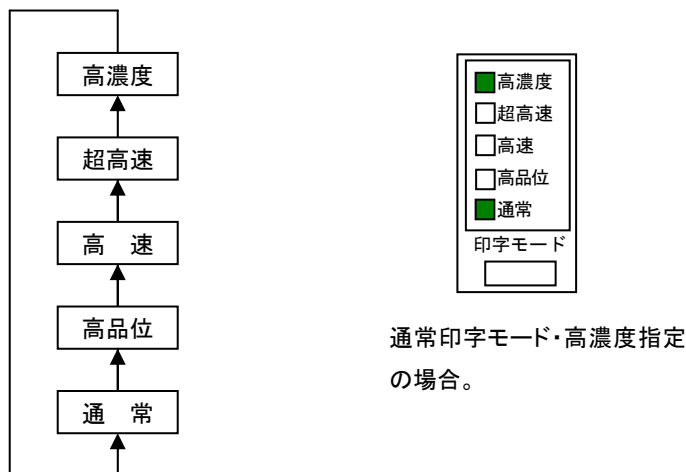 高濃度
超高速
高　速
高品位
通　常
高濃度
超高速
高速
高品位
通常
印字モード
通常印字モード・高濃度指定
の場合。